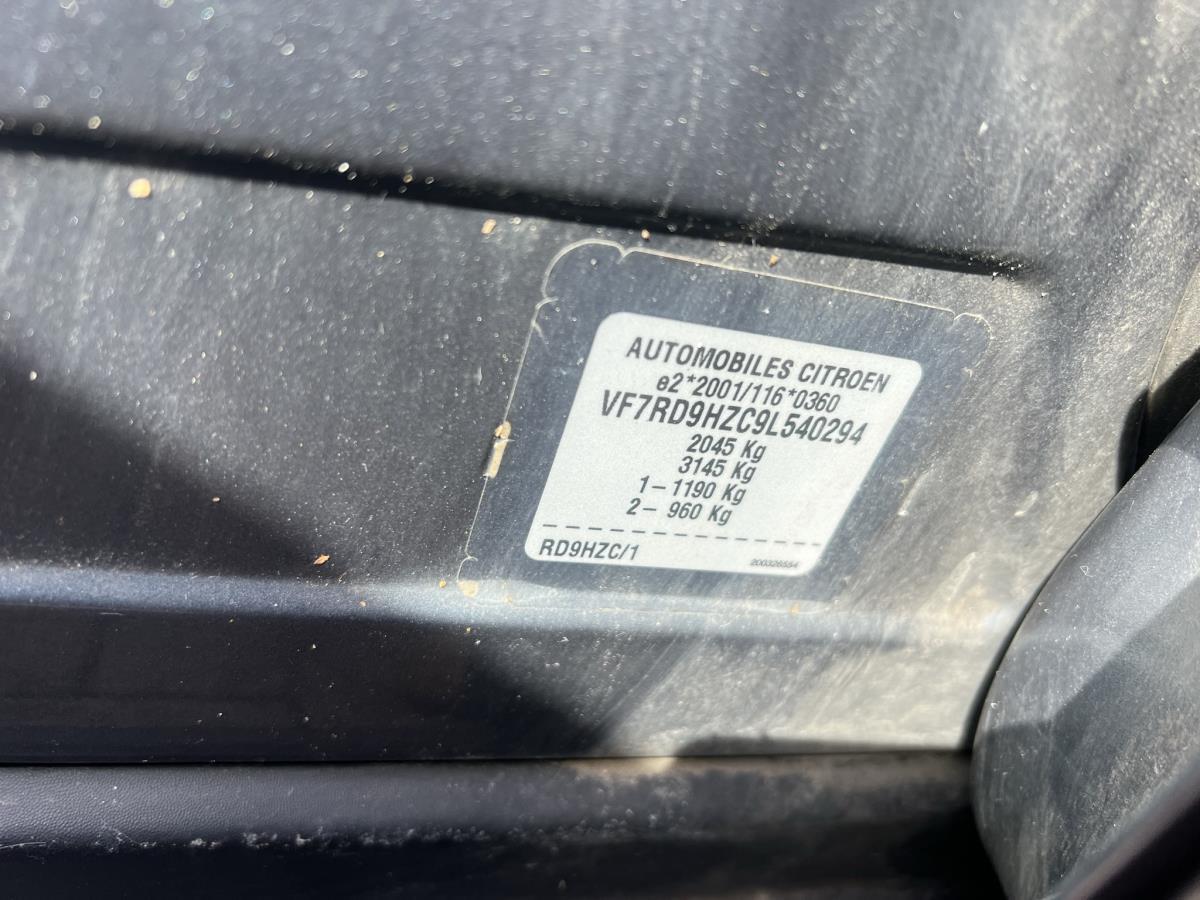 AUTOMOBILES CITROEN
e2*2001/116*0360
VF7RD9HZC9L540294
2045 Kg
3145 Kg
1- 1190 Kg
2- 960 Kg
RD9HZC/1
200326554